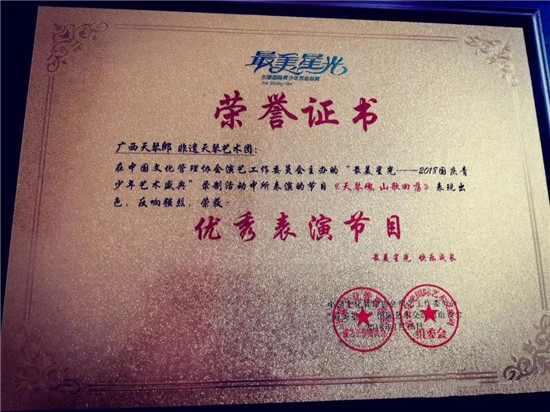 最美星光
荣誉证书
广西天琴乡 非遗天琴艺术团：
在中国文化管理协会演艺工作委员会主办的“最美星光——2018国庆青
少年艺术盛典”录制活动中所表演的节目《天琴魂，山歌曲情》表现出
色，反响强烈，荣获：
优秀表演节目
最美星光 快乐成长
组委会